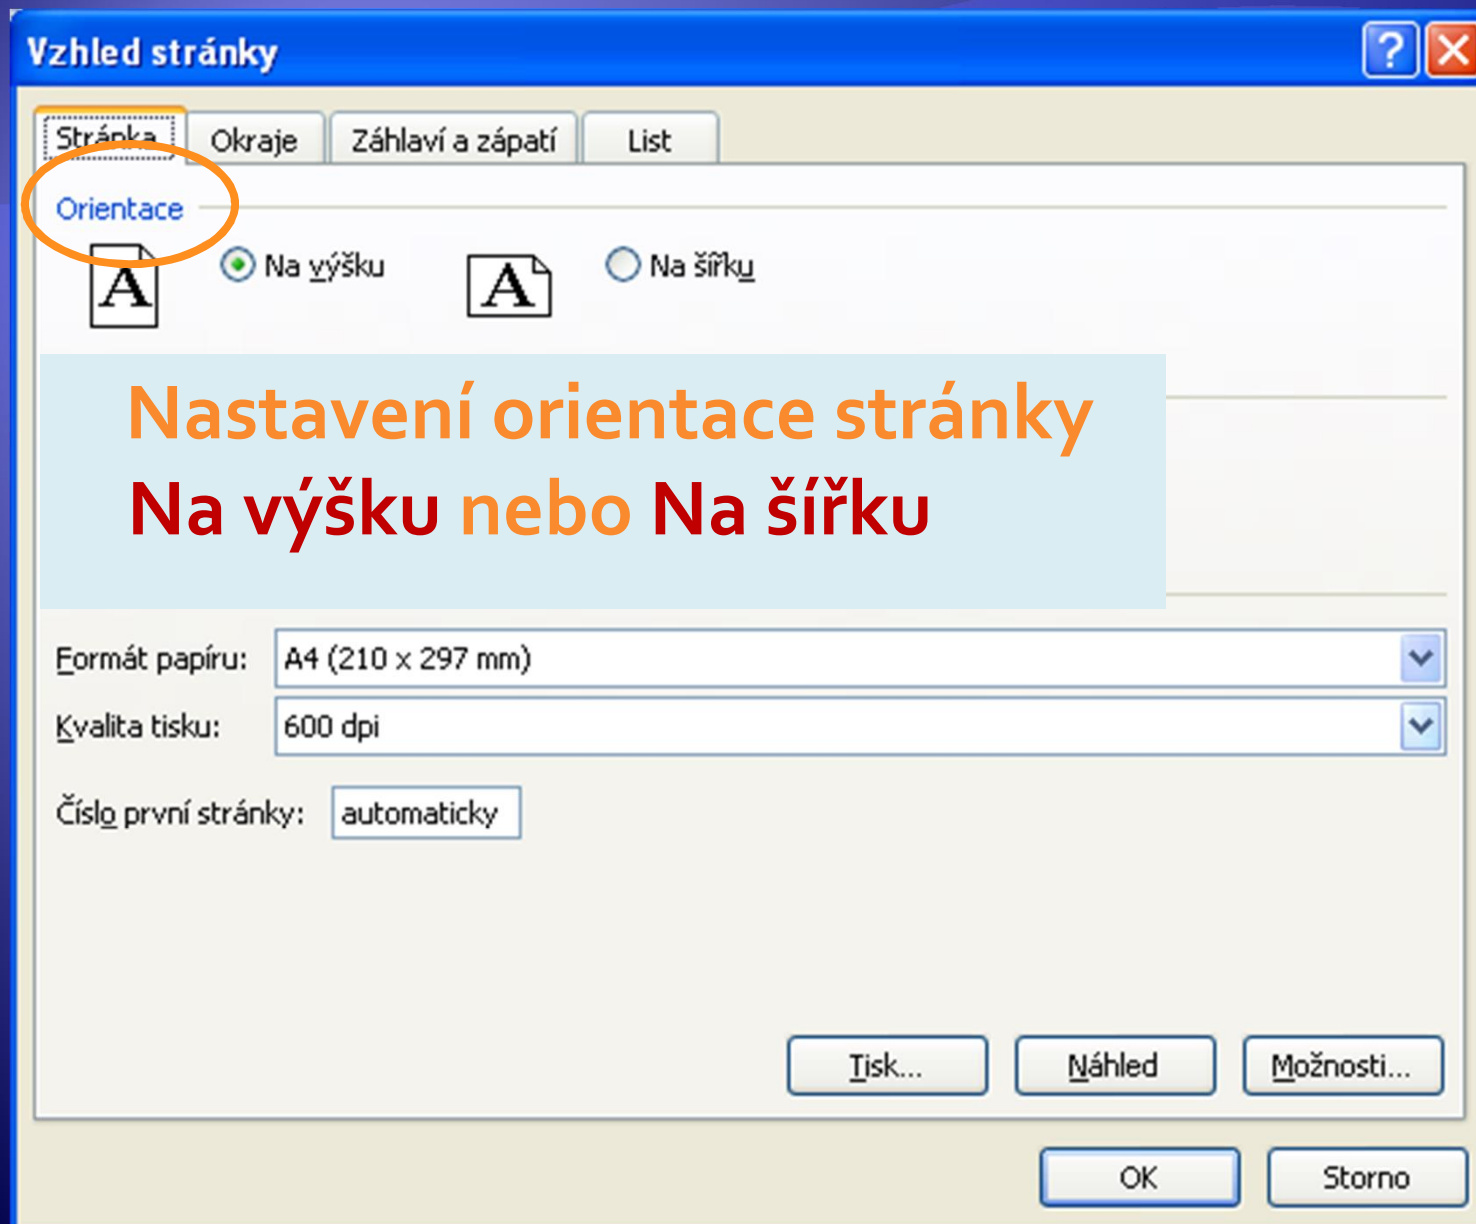 Vzhled stránky
Stránka Okraje Záhlaví a zápatí List
Orientace
A Na výšku A Na šířku
Nastavení orientace stránky
Na výšku nebo Na šířku
Formát papíru: A4 (210 x 297 mm)
Kvalita tisku: 600 dpi
Číslo první stránky: automaticky
Tisk... Náhled Možnosti...
OK Storno